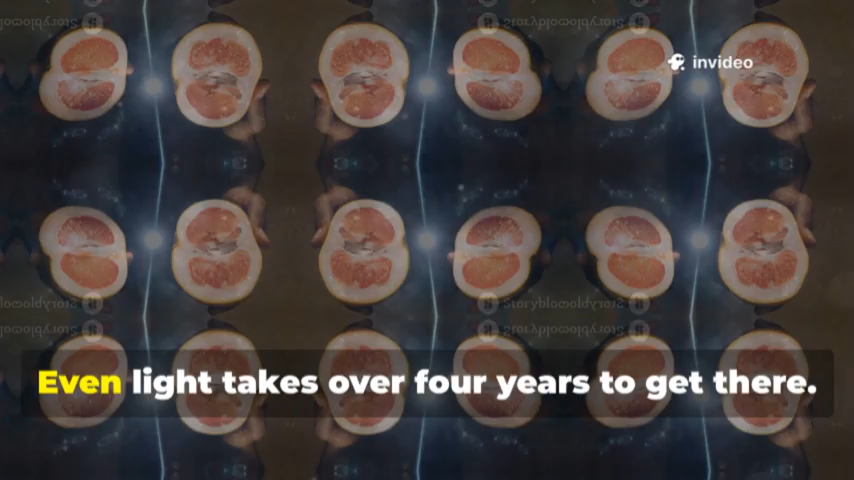 invideo
Even light takes over four years to get there.